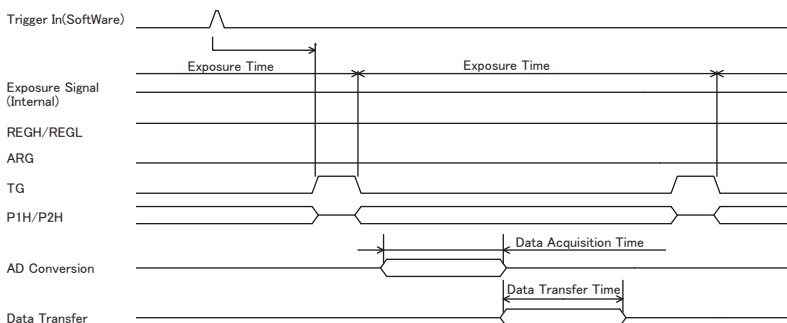 Trigger In(SoftWare)
Exposure Time
Exposure Time
Exposure Signal
(Internal)
REGH/REGL
ARG
TG
P1H/P2H
Data Acquisition Time
AD Conversion
Data Transfer Time
Data Transfer